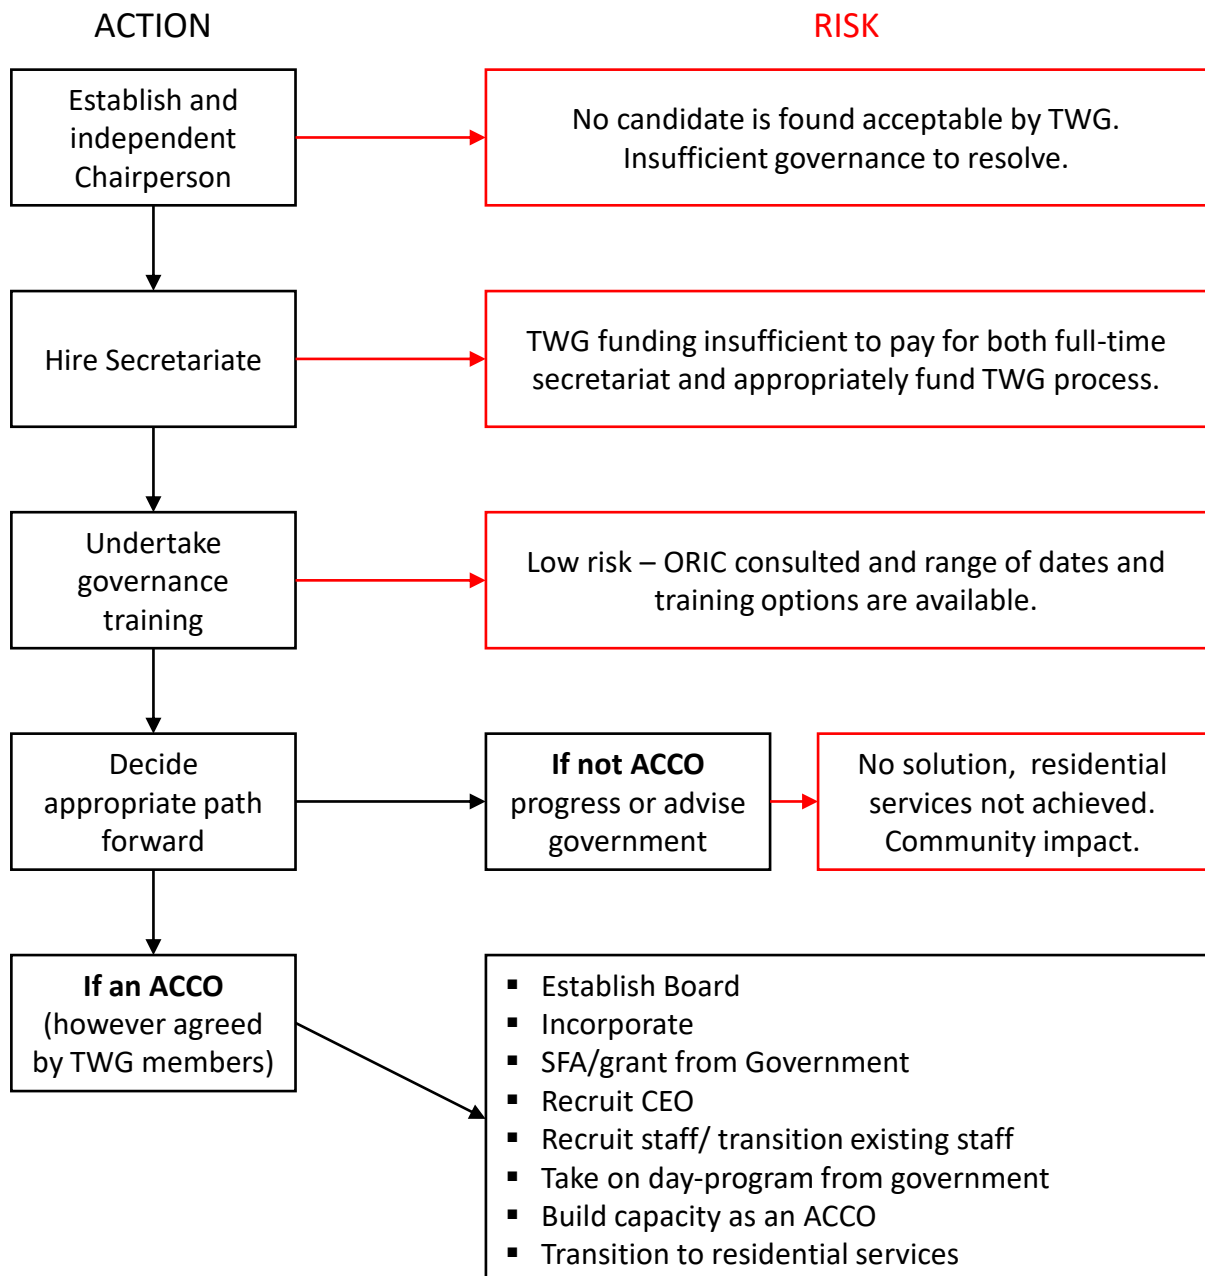 ACTION
RISK
Establish and
independent
Chairperson
No candidate is found acceptable by TWG.
Insufficient governance to resolve.
Hire Secretariate
TWG funding insufficient to pay for both full-time
secretariat and appropriately fund TWG process.
Undertake
governance
training
Low risk – ORIC consulted and range of dates and
training options are available.
Decide
appropriate path
forward
If not ACCO
progress or advise
government
No solution, residential
services not achieved.
Community impact.
If an ACCO
(however agreed
by TWG members)
▪ Establish Board
▪ Incorporate
▪ SFA/grant from Government
▪ Recruit CEO
▪ Recruit staff/ transition existing staff
▪ Take on day-program from government
▪ Build capacity as an ACCO
▪ Transition to residential services